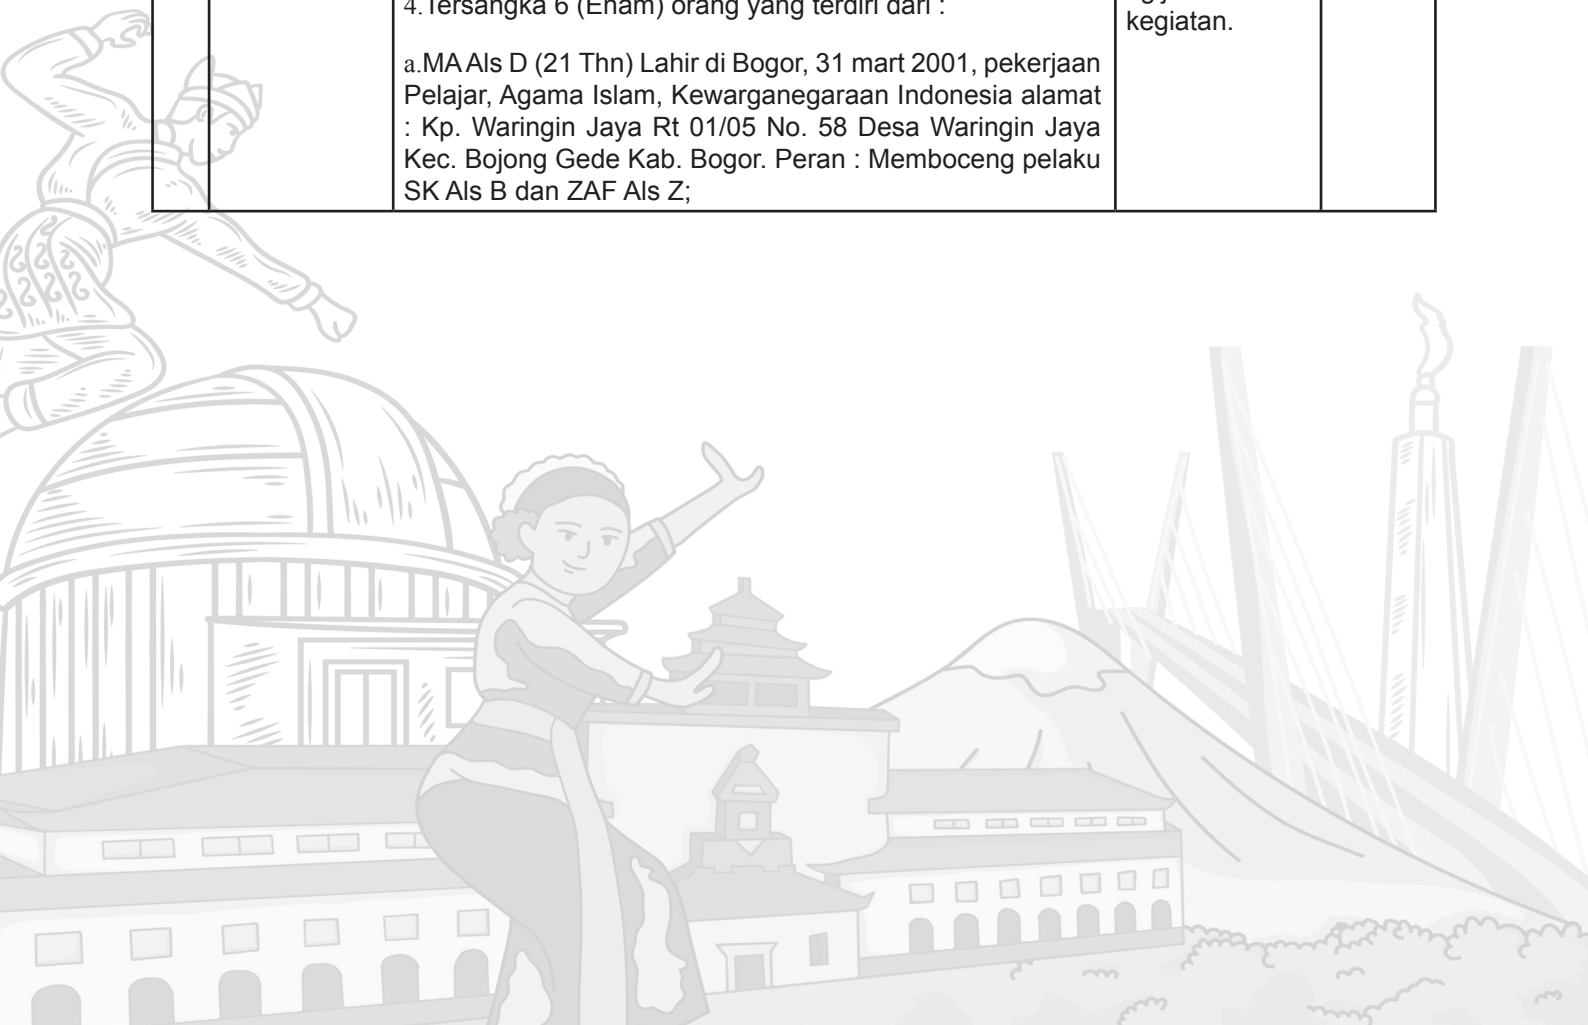 4.Tersangka 6 (Enam) orang yang terdiri dari :
a.MA Als D (21 Thn) Lahir di Bogor, 31 mart 2001, pekerjaan
Pelajar, Agama Islam, Kewarganegaraan Indonesia alamat
: Kp. Waringin Jaya Rt 01/05 No. 58 Desa Waringin Jaya
Kec. Bojong Gede Kab. Bogor. Peran : Memboceng pelaku
SK Als B dan ZAF Als Z;
kegiatan.